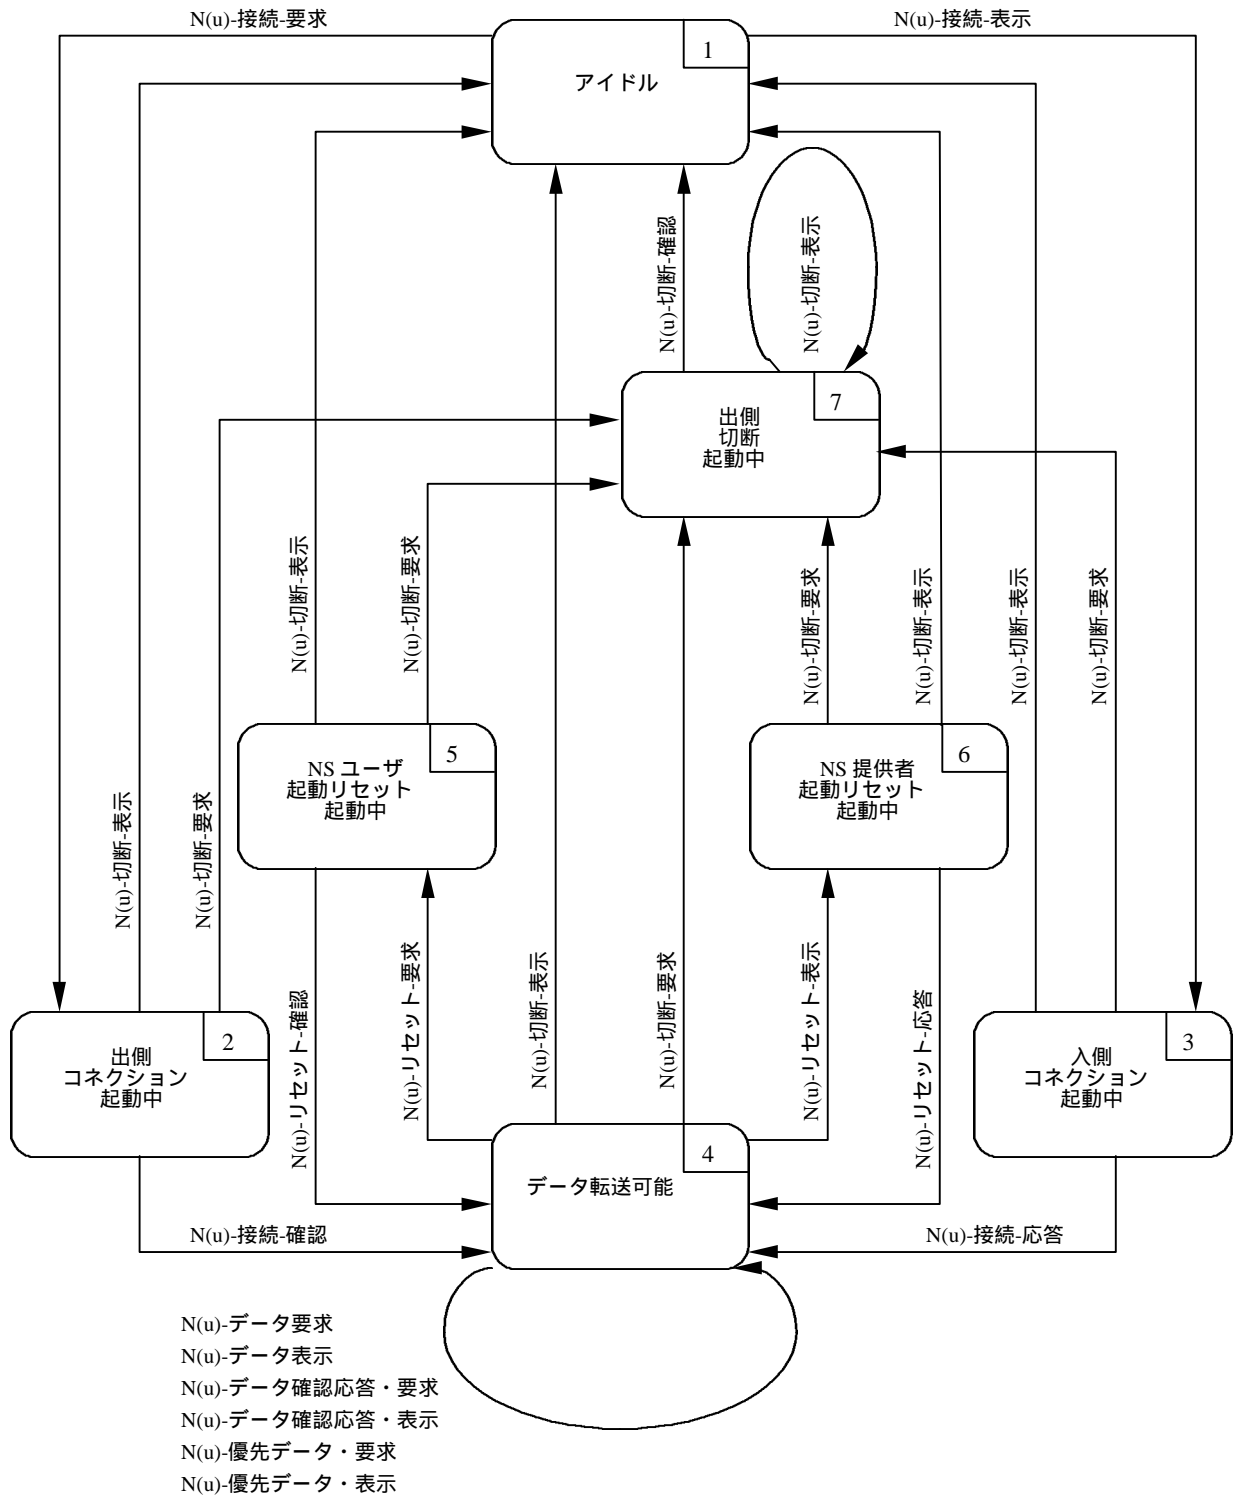 N(u)-接続-要求
N(u)-接続-表示
1
アイドル
N(u)-切断-確認
N(u)-切断-表示
7
出側
切断
起動中
N(u)-切断-表示
N(u)-切断-要求
N(u)-切断-要求
N(u)-切断-表示
N(u)-切断-表示
N(u)-切断-要求
5
NS ユーザ
起動リセット
起動中
6
NS 提供者
起動リセット
起動中
N(u)-切断-表示
N(u)-切断-要求
N(u)-リセット-確認
N(u)-リセット-要求
N(u)-切断-表示
N(u)-切断-要求
N(u)-リセット-表示
N(u)-リセット-応答
2
出側
コネクション
起動中
3
入側
コネクション
起動中
4
データ転送可能
N(u)-接続-確認
N(u)-接続-応答
N(u)-データ要求
N(u)-データ表示
N(u)-データ確認応答・要求
N(u)-データ確認応答・表示
N(u)-優先データ・要求
N(u)-優先データ・表示